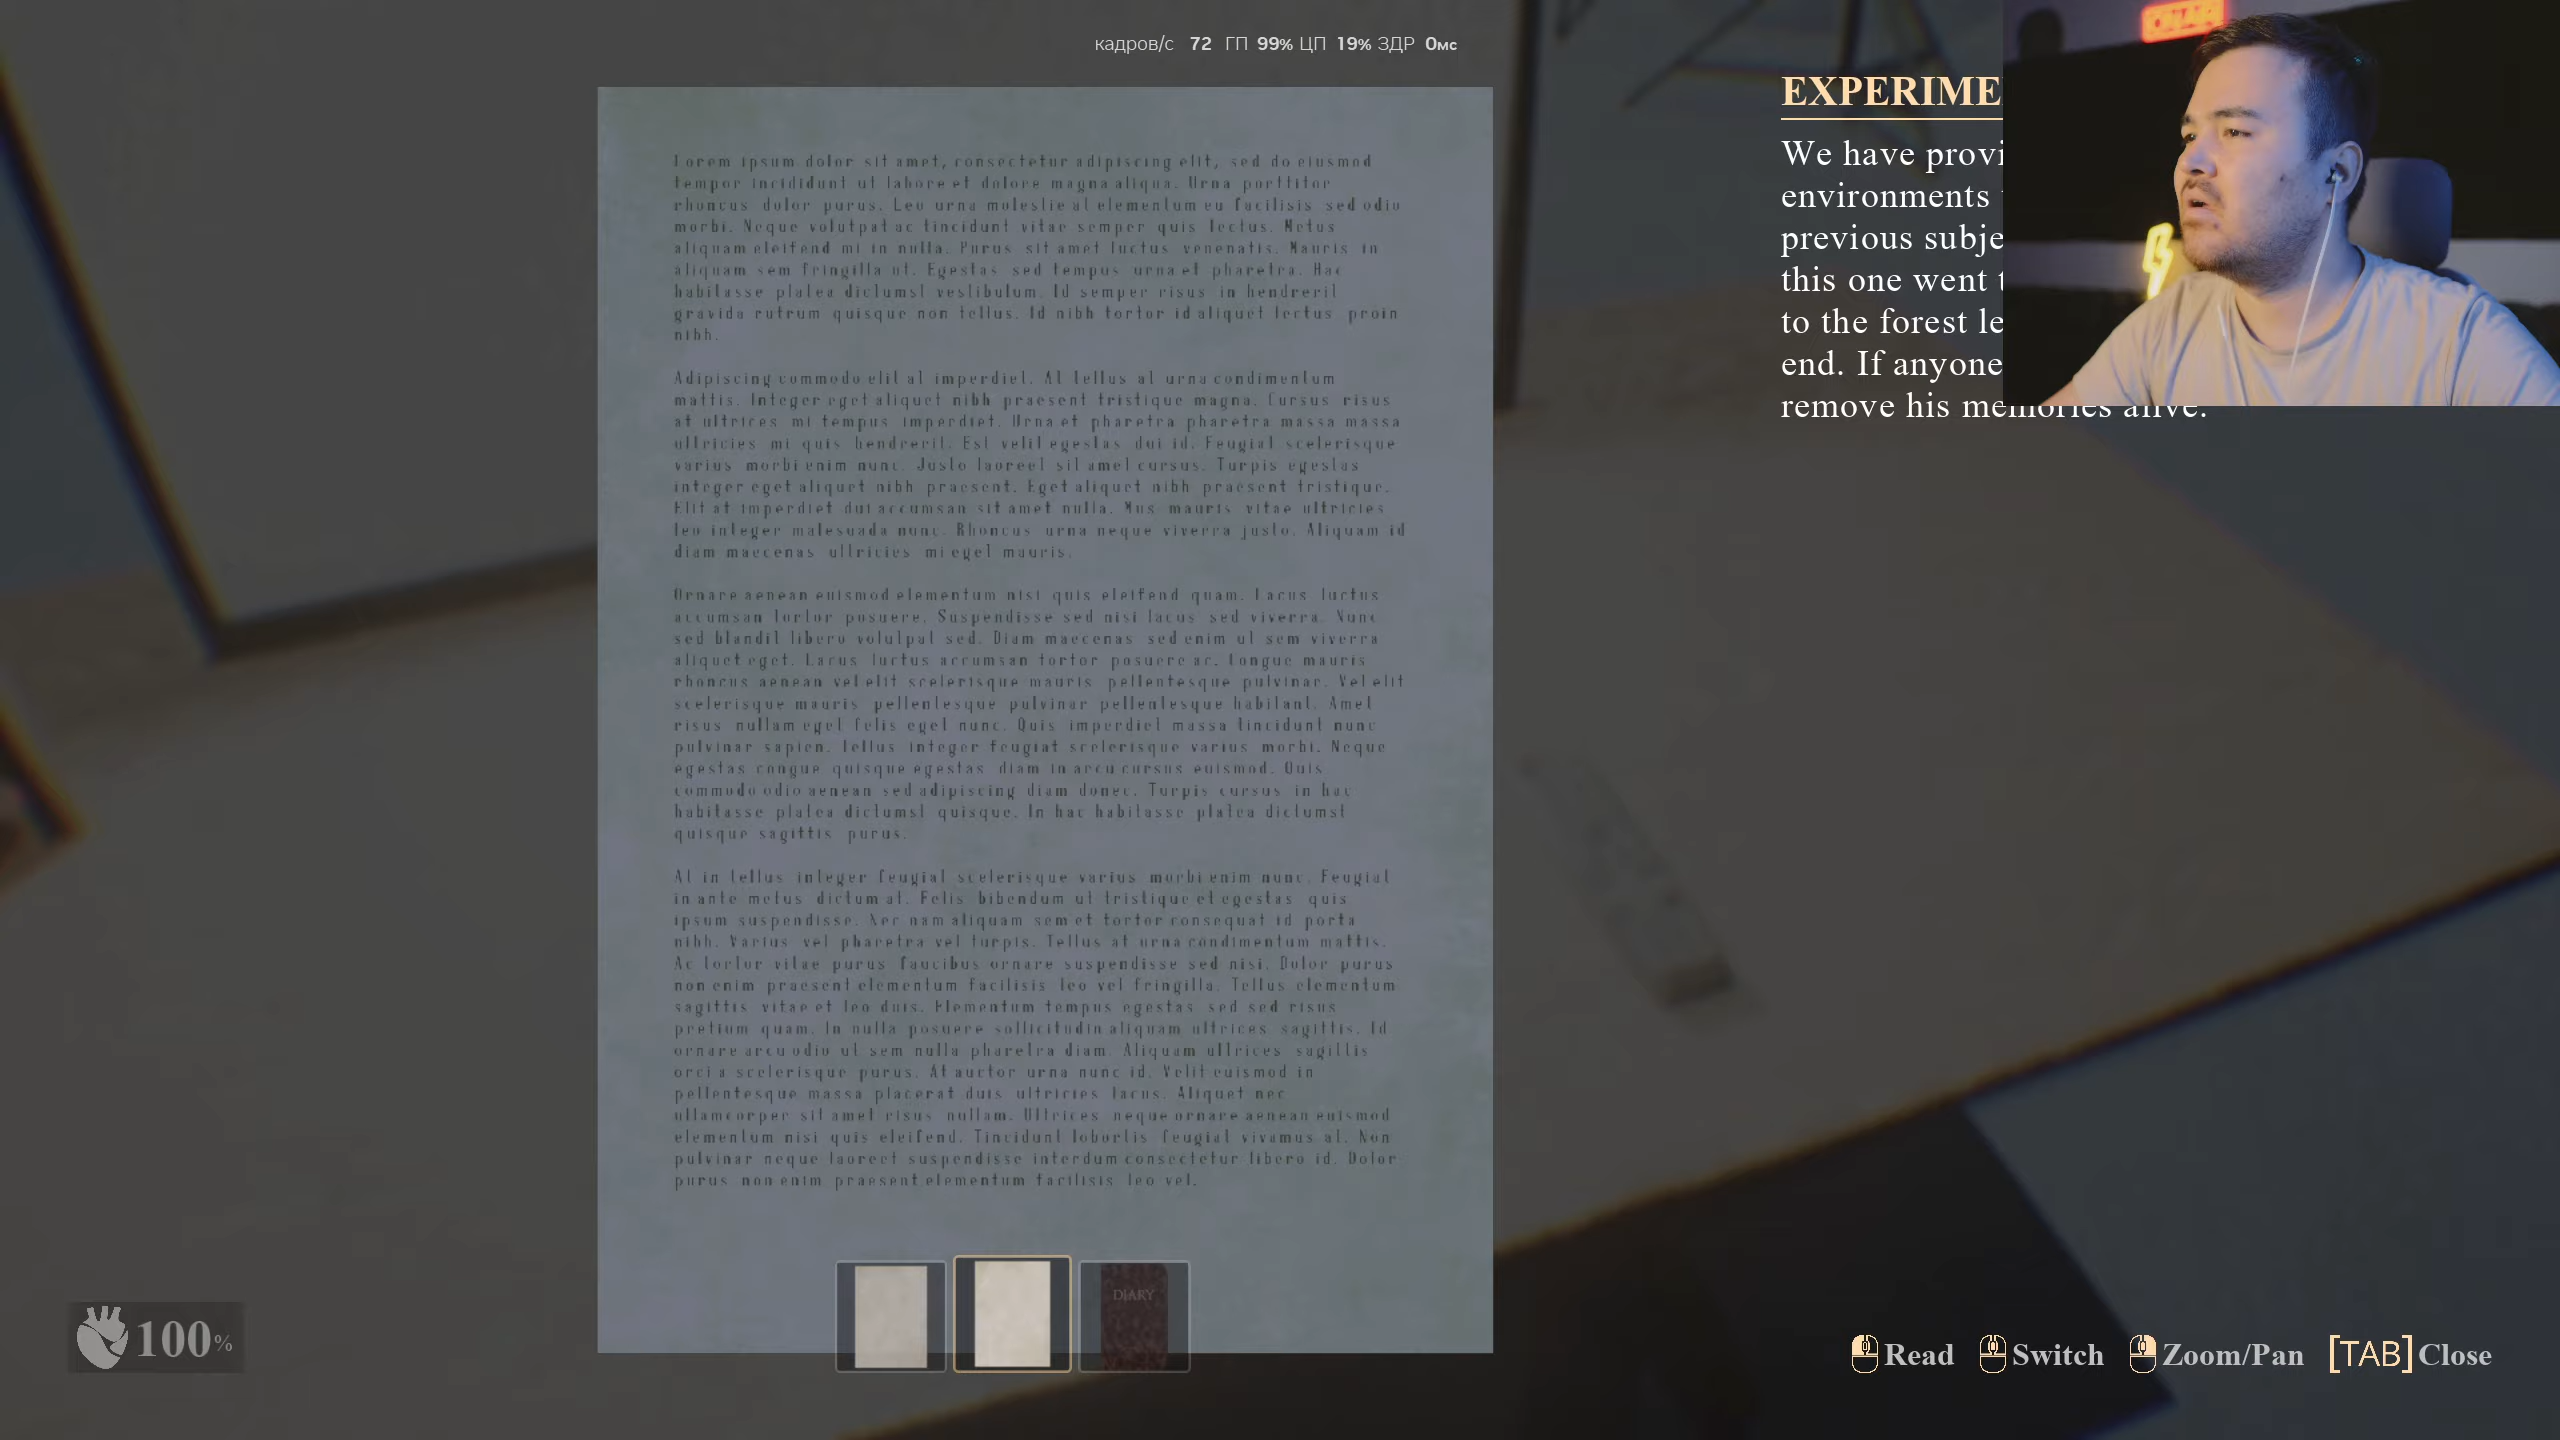 кадров/с 72 ГП 99% ЦП 19% ЗДР 0мс
Lorem ipsum dolor sit amet, consectetur adipiscing elit, sed do eiusmod
tempor incididunt ut labore et dolore magna aliqua. Urna porttitor
rhoncus dolor purus. Leo urna molestie at elementum eu facilisis sed odio
morbi. Neque volutpat ac tincidunt vitae semper quis lectus. Metus
aliquam eleifend mi in nulla. Purus sit amet luctus venenatis. Mauris in
aliquam sem fringilla ut. Egestas sed tempus urna et pharetra. Hac
habitasse platea dictumst vestibulum. Id semper risus in hendrerit
gravida rutrum quisque non tellus. Id nibh tortor id aliquet lectus proin
nibh.
Adipiscing commodo elit at imperdiet. At tellus at urna condimentum
mattis. Integer eget aliquet nibh praesent tristique magna. Cursus risus
at ultrices mi tempus imperdiet. Urna et pharetra pharetra massa massa
ultricies mi quis hendrerit. Est velit egestas dui id. Feugiat scelerisque
varius morbi enim nunc. Justo laoreet sit amet cursus. Turpis egestas
integer eget aliquet nibh praesent. Eget aliquet nibh praesent tristique.
Elit at imperdiet dui accumsan sit amet nulla. Mus mauris vitae ultricies
leo integer malesuada nunc. Rhoncus urna neque viverra justo. Aliquam id
diam maecenas ultricies mi eget mauris.
Ornare aenean euismod elementum nisi quis eleifend quam. Lacus luctus
accumsan tortor posuere. Suspendisse sed nisi lacus sed viverra. Nunc
sed blandit libero volutpat sed. Diam maecenas sed enim ut sem viverra
aliquet eget. Lacus luctus accumsan tortor posuere ac. Congue mauris
rhoncus aenean vel elit scelerisque mauris pellentesque pulvinar. Vel elit
scelerisque mauris pellentesque pulvinar pellentesque habitant. Amet
risus nullam eget felis eget nunc. Quis imperdiet massa tincidunt nunc
pulvinar sapien. Tellus integer feugiat scelerisque varius morbi. Neque
egestas congue quisque egestas diam in arcu cursus euismod. Quis
commodo odio aenean sed adipiscing diam donec. Turpis cursus in hac
habitasse platea dictumst quisque. In hac habitasse platea dictumst
quisque sagittis purus.
At in tellus integer feugiat scelerisque varius morbi enim nunc. Feugiat
in ante metus dictum at. Felis bibendum ut tristique et egestas quis
ipsum suspendisse. Nec nam aliquam sem et tortor consequat id porta
nibh. Varius vel pharetra vel turpis. Tellus at urna condimentum mattis.
Ac tortor vitae purus faucibus ornare suspendisse sed nisi. Dolor purus
non enim praesent elementum facilisis leo vel fringilla. Tellus elementum
sagittis vitae et leo duis. Elementum tempus egestas sed sed risus
pretium quam. In nulla posuere sollicitudin aliquam ultrices sagittis. Id
ornare arcu odio ut sem nulla pharetra diam. Aliquam ultrices sagittis
orci a scelerisque purus. At auctor urna nunc id. Velit euismod in
pellentesque massa placerat duis ultricies lacus. Aliquet nec
ullamcorper sit amet risus nullam. Ultrices neque ornare aenean euismod
elementum nisi quis eleifend. Tincidunt lobortis feugiat vivamus at. Non
pulvinar neque laoreet suspendisse interdum consectetur libero id. Dolor
purus non enim praesent elementum facilisis leo vel.
EXPERIME
We have provi
environments
previous subje
this one went t
to the forest le
end. If anyone
remove his memories alive.
DIARY
100%
Read Switch Zoom/Pan [TAB] Close